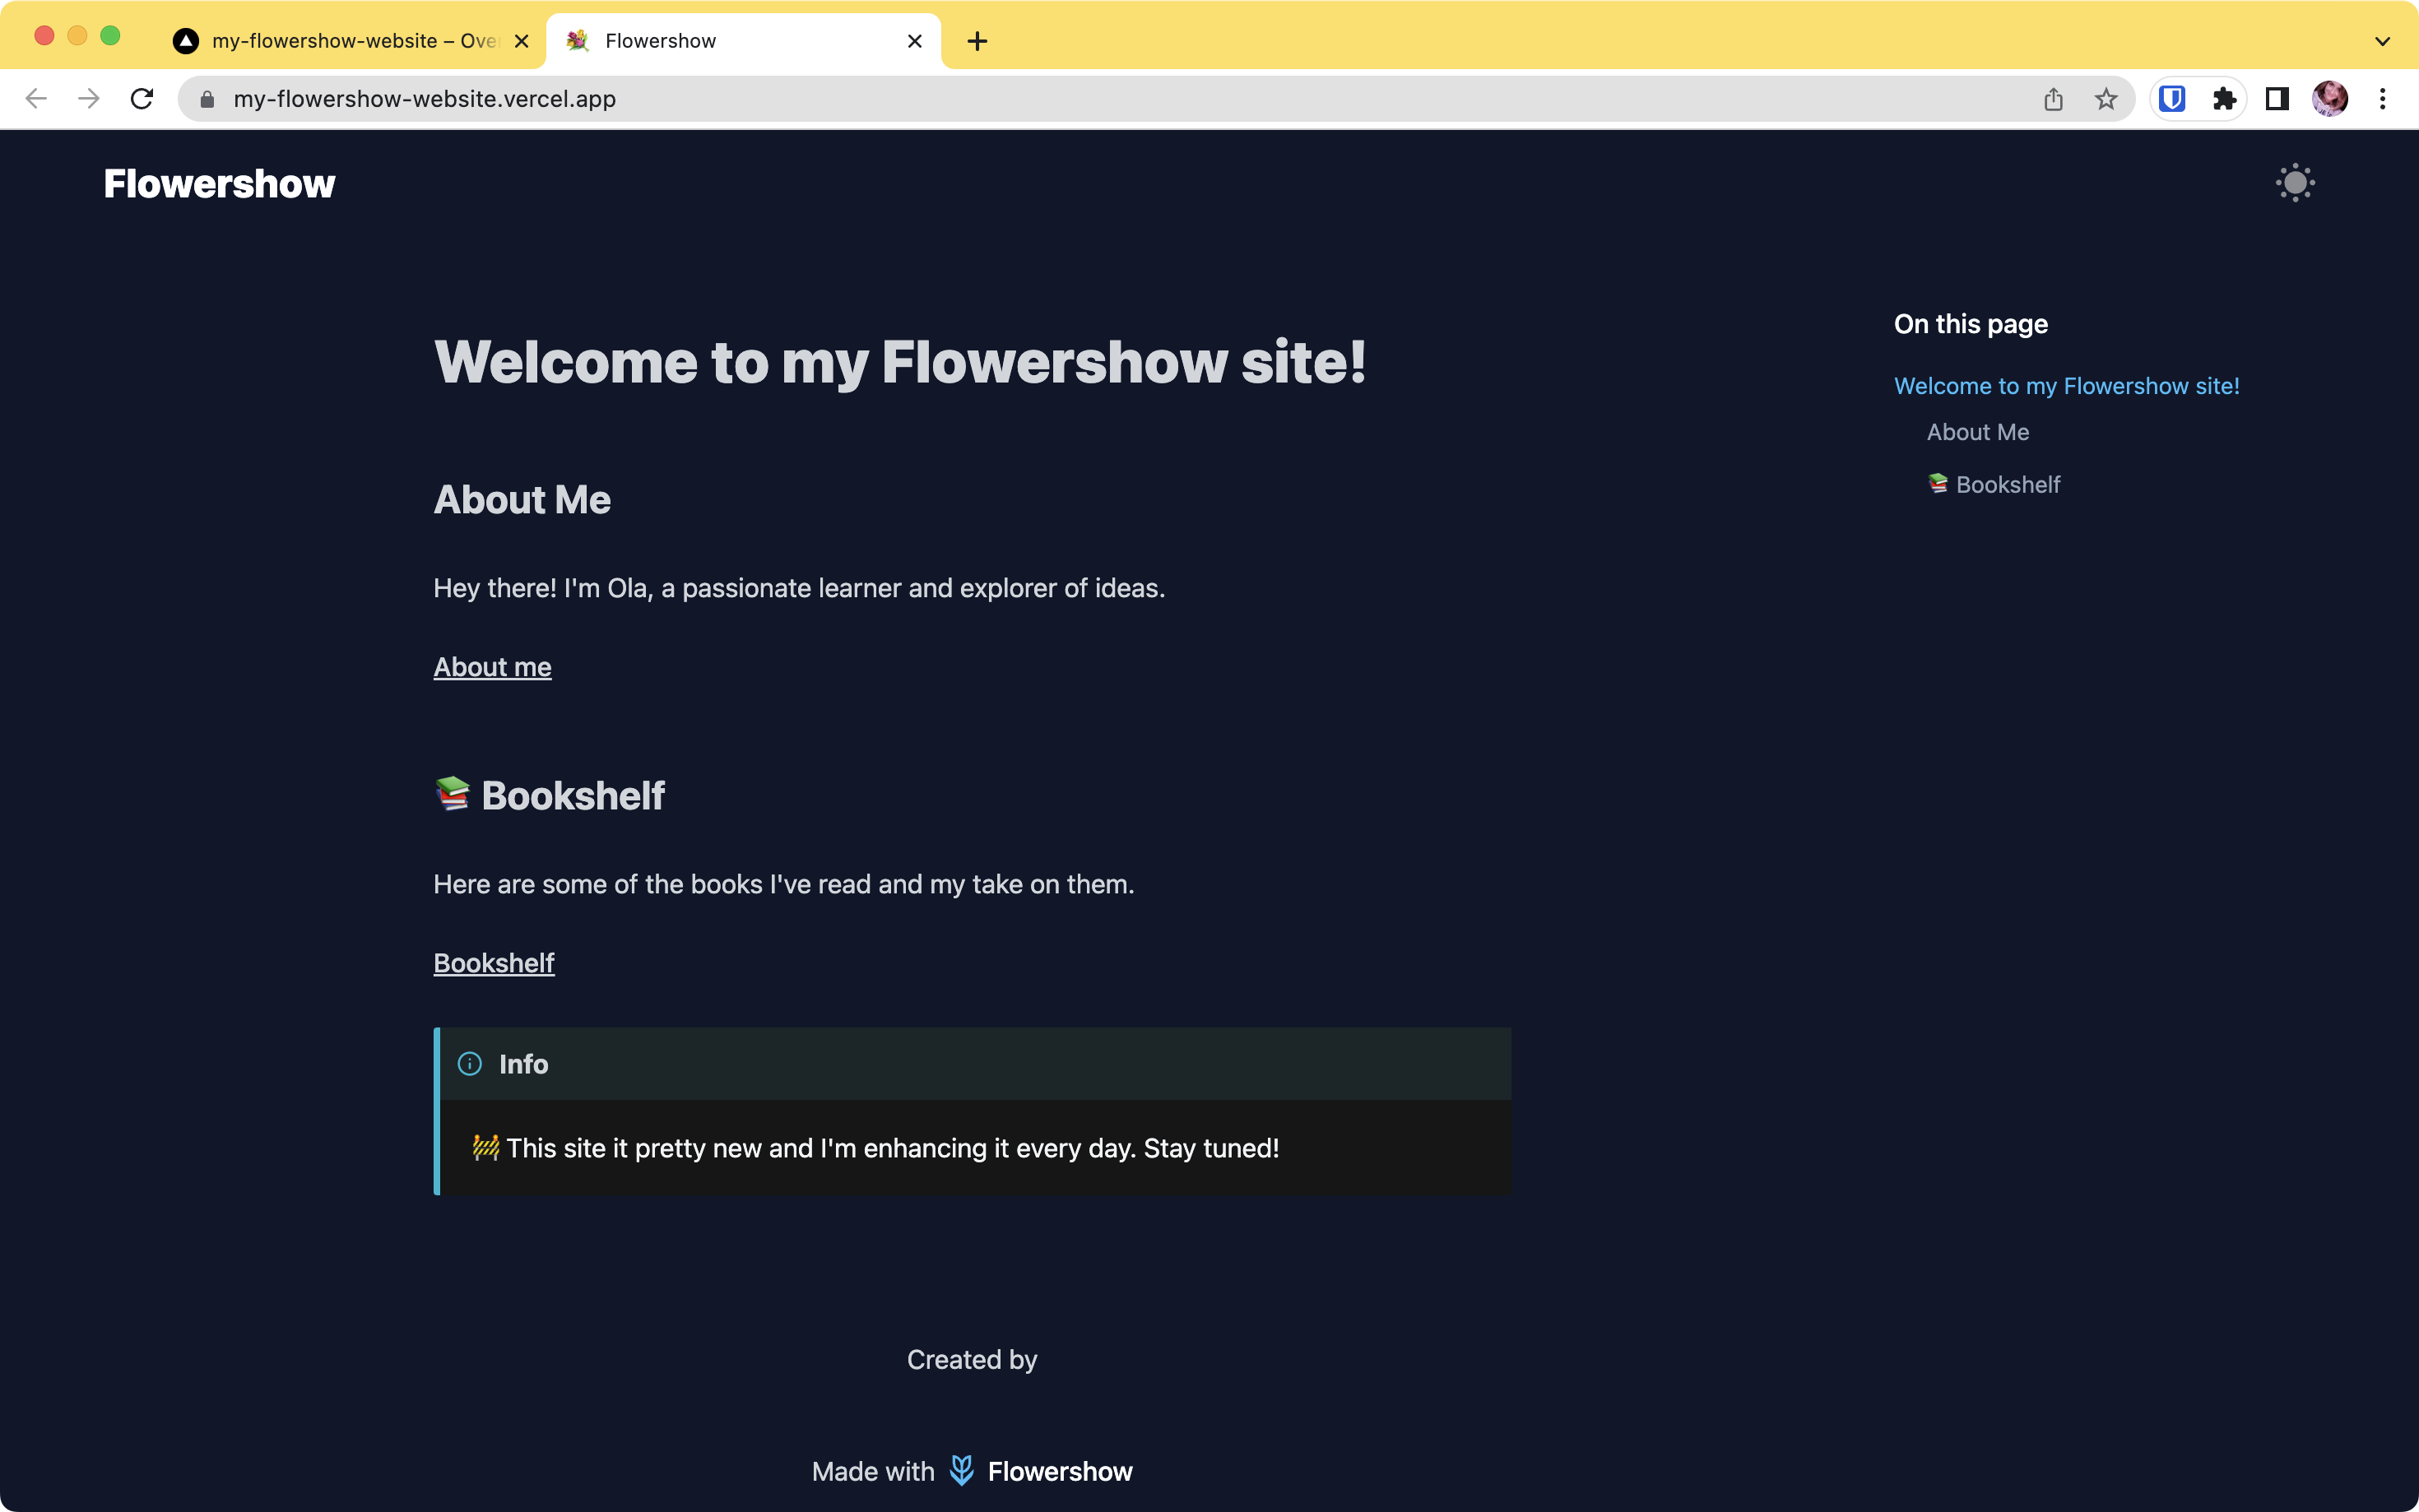 my-flowershow-website – Ove
Flowershow
my-flowershow-website.vercel.app
Flowershow
Welcome to my Flowershow site!
About Me
Hey there! I'm Ola, a passionate learner and explorer of ideas.
About me
📚 Bookshelf
Here are some of the books I've read and my take on them.
Bookshelf
Info
🚧 This site it pretty new and I'm enhancing it every day. Stay tuned!
On this page
Welcome to my Flowershow site!
About Me
📚 Bookshelf
Created by
Made with Flowershow